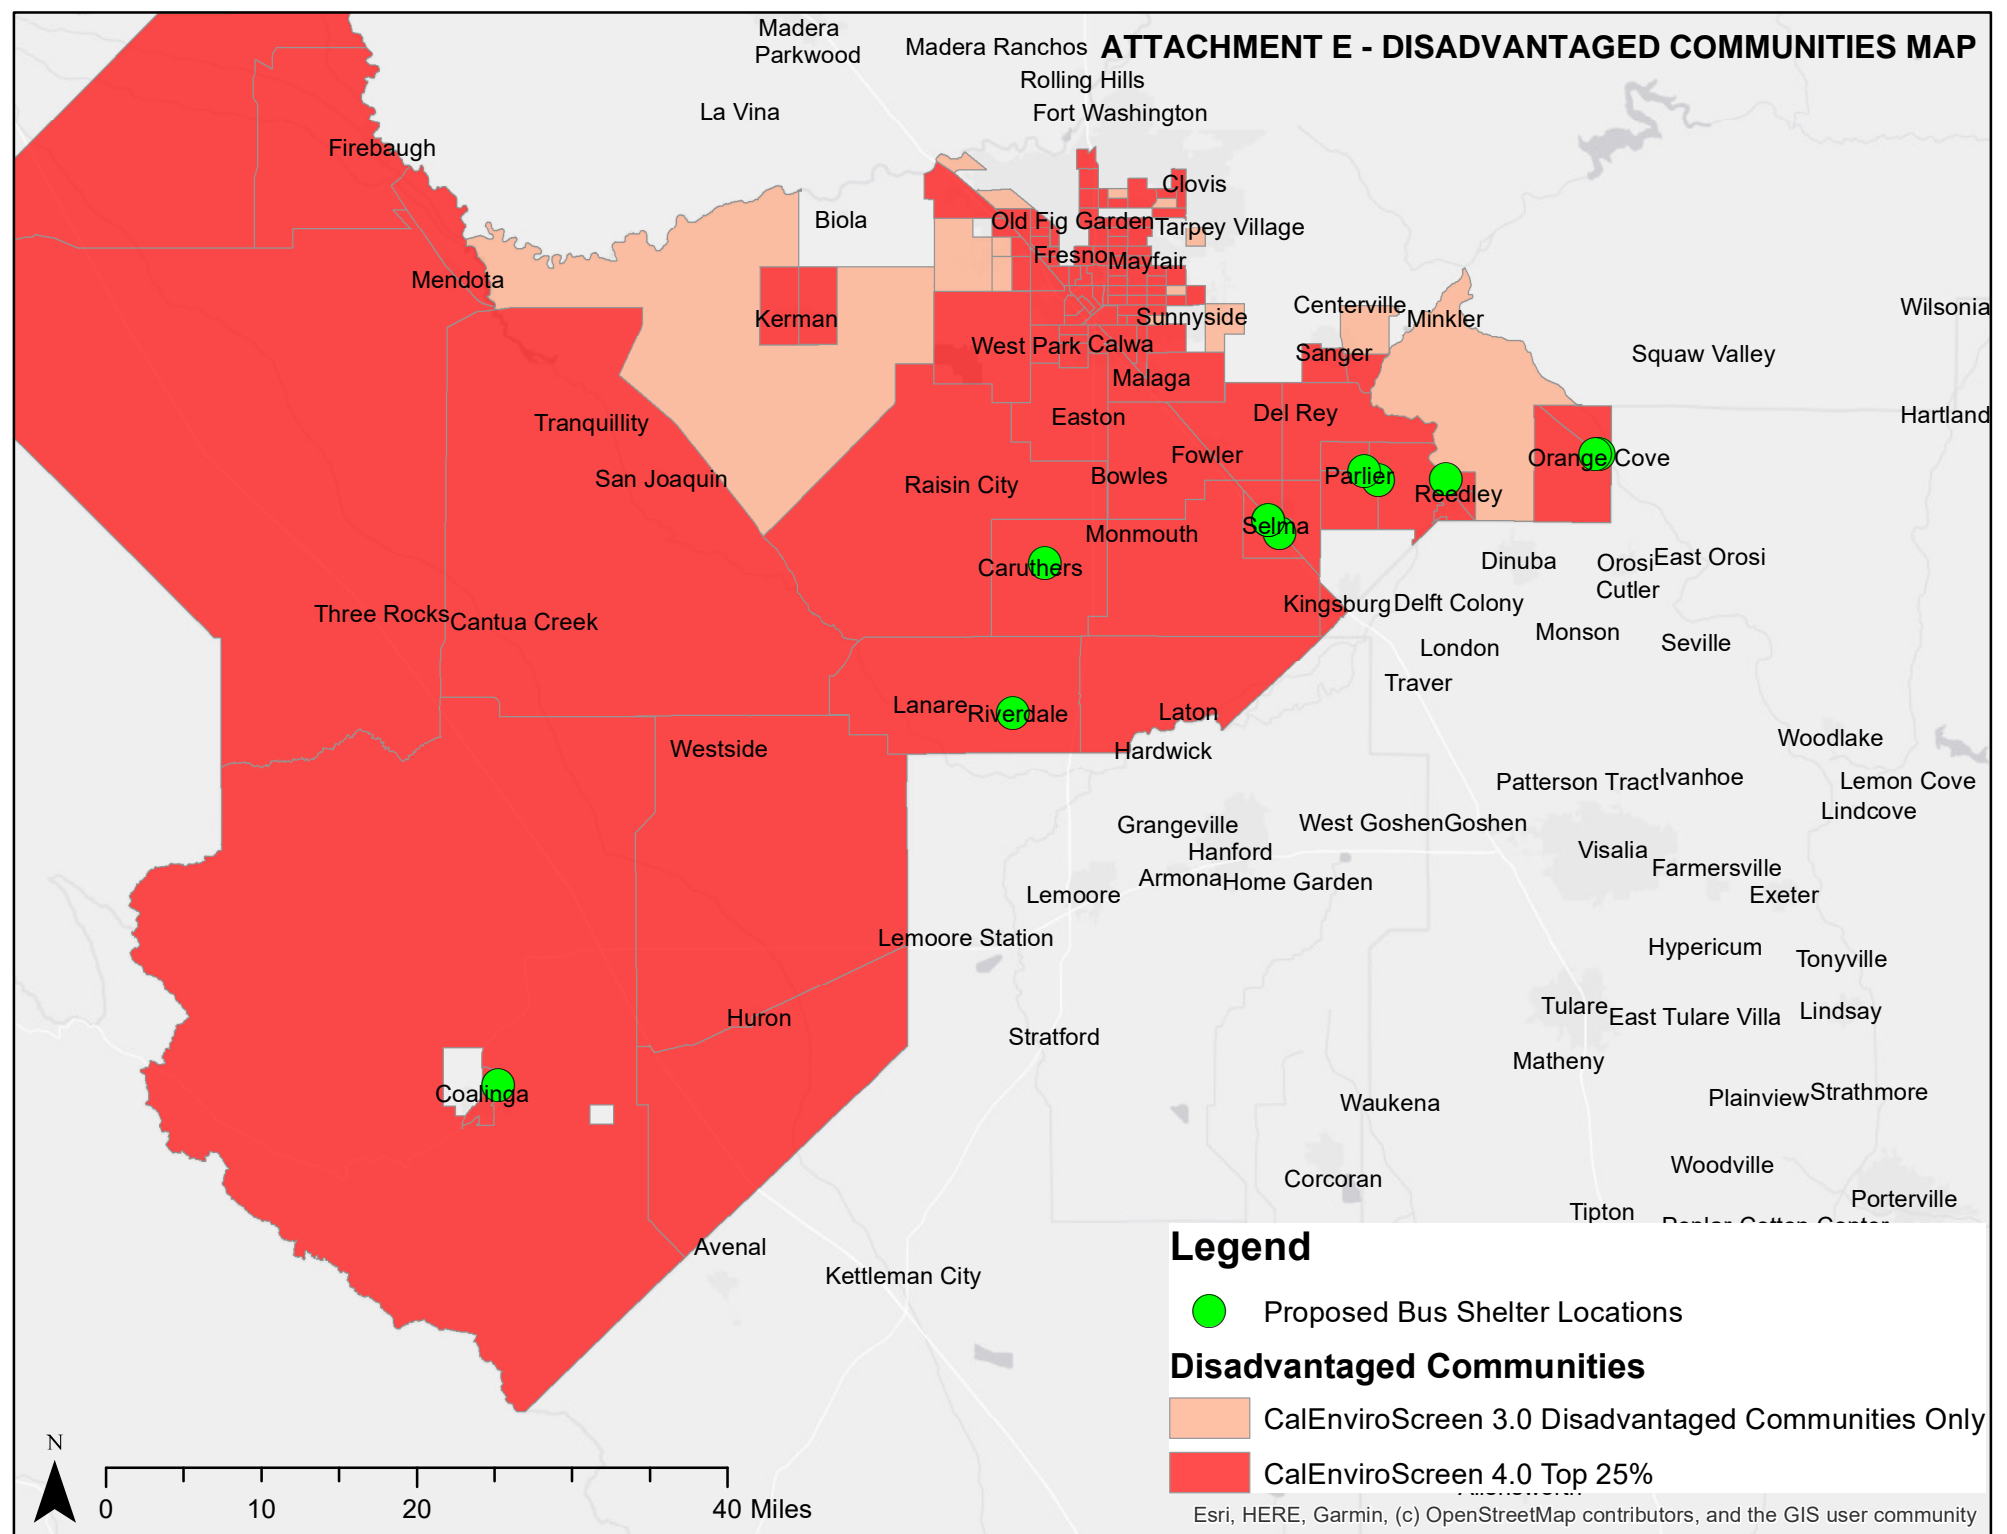 Madera
Parkwood
Madera Ranchos
ATTACHMENT E - DISADVANTAGED COMMUNITIES MAP
Rolling Hills
La Vina
Fort Washington
Firebaugh
Clovis
Biola
Old Fig Garden
Tarpey Village
Fresno
Mayfair
Mendota
Kerman
Sunnyside
Centerville
Minkler
Wilsonia
West Park
Calwa
Sanger
Squaw Valley
Malaga
Tranquillity
Easton
Del Rey
Hartland
San Joaquin
Raisin City
Bowles
Fowler
Parlier
Reedley
Orange Cove
Monmouth
Selma
Caruthers
Dinuba
Orosi
East Orosi
Cutler
Three Rocks
Cantua Creek
Kingsburg
Delft Colony
Monson
London
Seville
Traver
Lanare
Riverdale
Laton
Westside
Hardwick
Woodlake
Patterson Tract
Ivanhoe
Lemon Cove
Lindcove
Grangeville
West Goshen
Goshen
Hanford
Visalia
Farmersville
Armona
Home Garden
Lemoore
Exeter
Lemoore Station
Hypericum
Tonyville
Huron
Stratford
Tulare
East Tulare Villa
Lindsay
Matheny
Coalinga
Waukena
Plainview
Strathmore
Corcoran
Woodville
Porterville
Tipton
Avenal
Kettleman City
Legend
Proposed Bus Shelter Locations
Disadvantaged Communities
CalEnviroScreen 3.0 Disadvantaged Communities Only
CalEnviroScreen 4.0 Top 25%
N
0 10 20 40 Miles
Esri, HERE, Garmin, (c) OpenStreetMap contributors, and the GIS user community